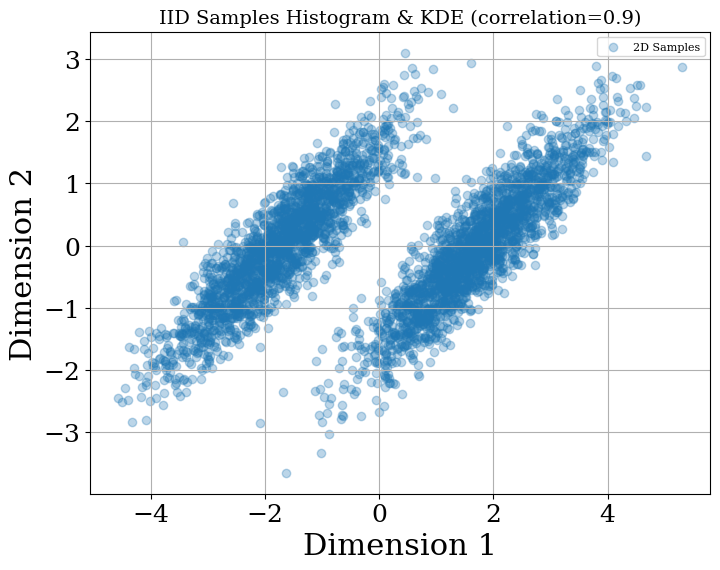 IID Samples Histogram & KDE (correlation=0.9)
2D Samples
3
2
1
0
−1
−2
−3
Dimension 2
−4 −2 0 2 4
Dimension 1